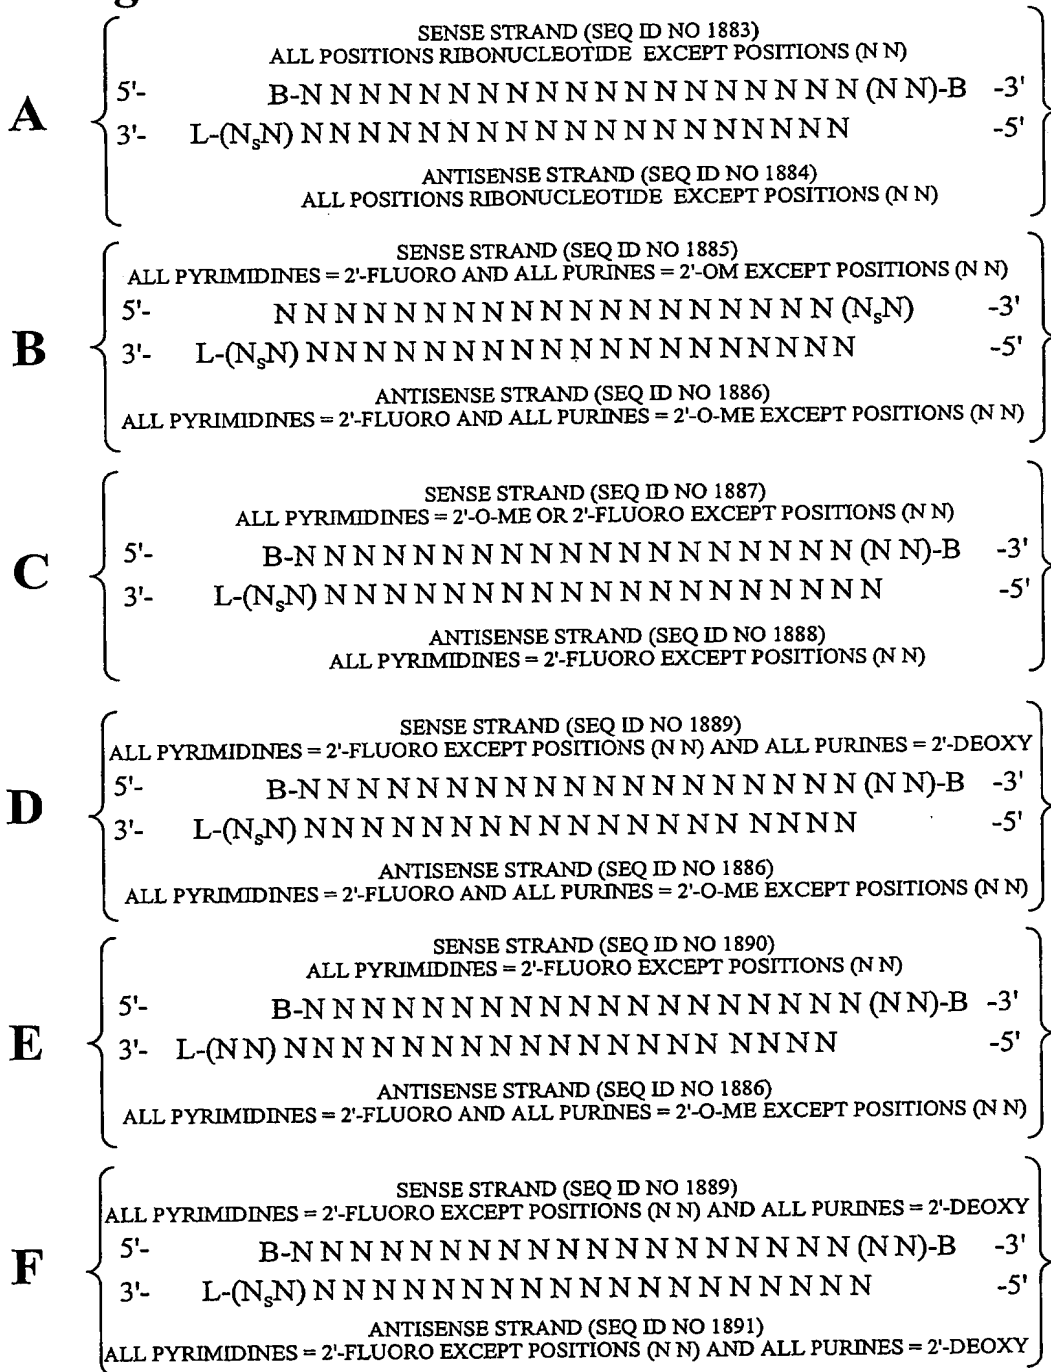 SENSE STRAND (SEQ ID NO 1883)
ALL POSITIONS RIBONUCLEOTIDE EXCEPT POSITIONS (N N)
5'- B-N N N N N N N N N N N N N N N N N N N (N N)-B -3'
A
3'- L-(NsN) N N N N N N N N N N N N N N N N N N N -5'
ANTISENSE STRAND (SEQ ID NO 1884)
ALL POSITIONS RIBONUCLEOTIDE EXCEPT POSITIONS (N N)
SENSE STRAND (SEQ ID NO 1885)
ALL PYRIMIDINES = 2'-FLUORO AND ALL PURINES = 2'-OM EXCEPT POSITIONS (N N)
5'- N N N N N N N N N N N N N N N N N N N (NsN) -3'
B
3'- L-(NsN) N N N N N N N N N N N N N N N N N N N -5'
ANTISENSE STRAND (SEQ ID NO 1886)
ALL PYRIMIDINES = 2'-FLUORO AND ALL PURINES = 2'-O-ME EXCEPT POSITIONS (N N)
SENSE STRAND (SEQ ID NO 1887)
ALL PYRIMIDINES = 2'-O-ME OR 2'-FLUORO EXCEPT POSITIONS (N N)
5'- B-N N N N N N N N N N N N N N N N N N N (N N)-B -3'
C
3'- L-(NsN) N N N N N N N N N N N N N N N N N N N -5'
ANTISENSE STRAND (SEQ ID NO 1888)
ALL PYRIMIDINES = 2'-FLUORO EXCEPT POSITIONS (N N)
SENSE STRAND (SEQ ID NO 1889)
ALL PYRIMIDINES = 2'-FLUORO EXCEPT POSITIONS (N N) AND ALL PURINES = 2'-DEOXY
5'- B-N N N N N N N N N N N N N N N N N N N (N N)-B -3'
D
3'- L-(NsN) N N N N N N N N N N N N N N N N N N N -5'
ANTISENSE STRAND (SEQ ID NO 1886)
ALL PYRIMIDINES = 2'-FLUORO AND ALL PURINES = 2'-O-ME EXCEPT POSITIONS (N N)
SENSE STRAND (SEQ ID NO 1890)
ALL PYRIMIDINES = 2'-FLUORO EXCEPT POSITIONS (N N)
5'- B-N N N N N N N N N N N N N N N N N N N (N N)-B -3'
E
3'- L-(N N) N N N N N N N N N N N N N N N N N N N -5'
ANTISENSE STRAND (SEQ ID NO 1886)
ALL PYRIMIDINES = 2'-FLUORO AND ALL PURINES = 2'-O-ME EXCEPT POSITIONS (N N)
SENSE STRAND (SEQ ID NO 1889)
ALL PYRIMIDINES = 2'-FLUORO EXCEPT POSITIONS (N N) AND ALL PURINES = 2'-DEOXY
5'- B-N N N N N N N N N N N N N N N N N N N (N N)-B -3'
F
3'- L-(NsN) N N N N N N N N N N N N N N N N N N N -5'
ANTISENSE STRAND (SEQ ID NO 1891)
ALL PYRIMIDINES = 2'-FLUORO EXCEPT POSITIONS (N N) AND ALL PURINES = 2'-DEOXY